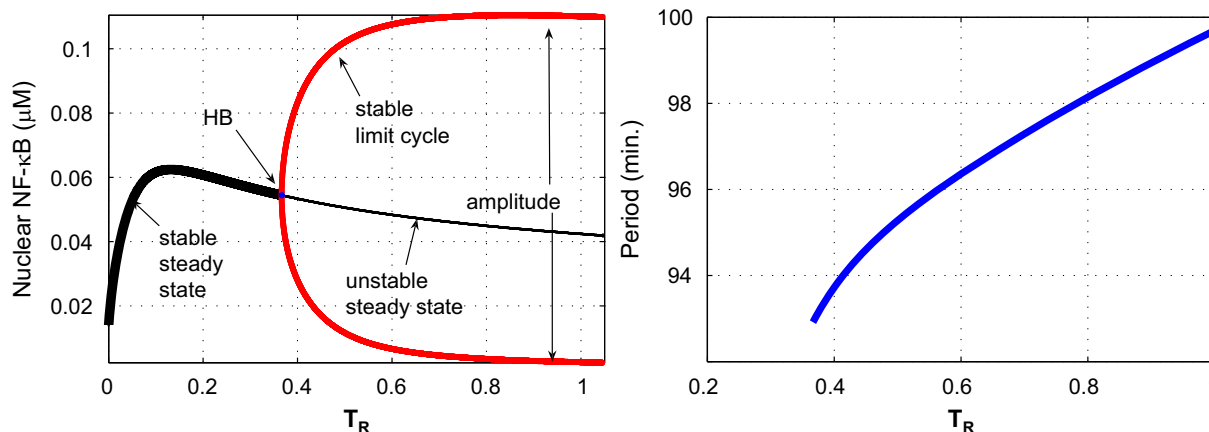 Nuclear NF-κB (μM)
0.1
0.08
0.06
0.04
0.02
0
0.2
0.4
0.6
0.8
1
T_R
HB
stable
limit cycle
amplitude
stable
steady
state
unstable
steady state
Period (min.)
100
98
96
94
0.2
0.4
0.6
0.8
T_R